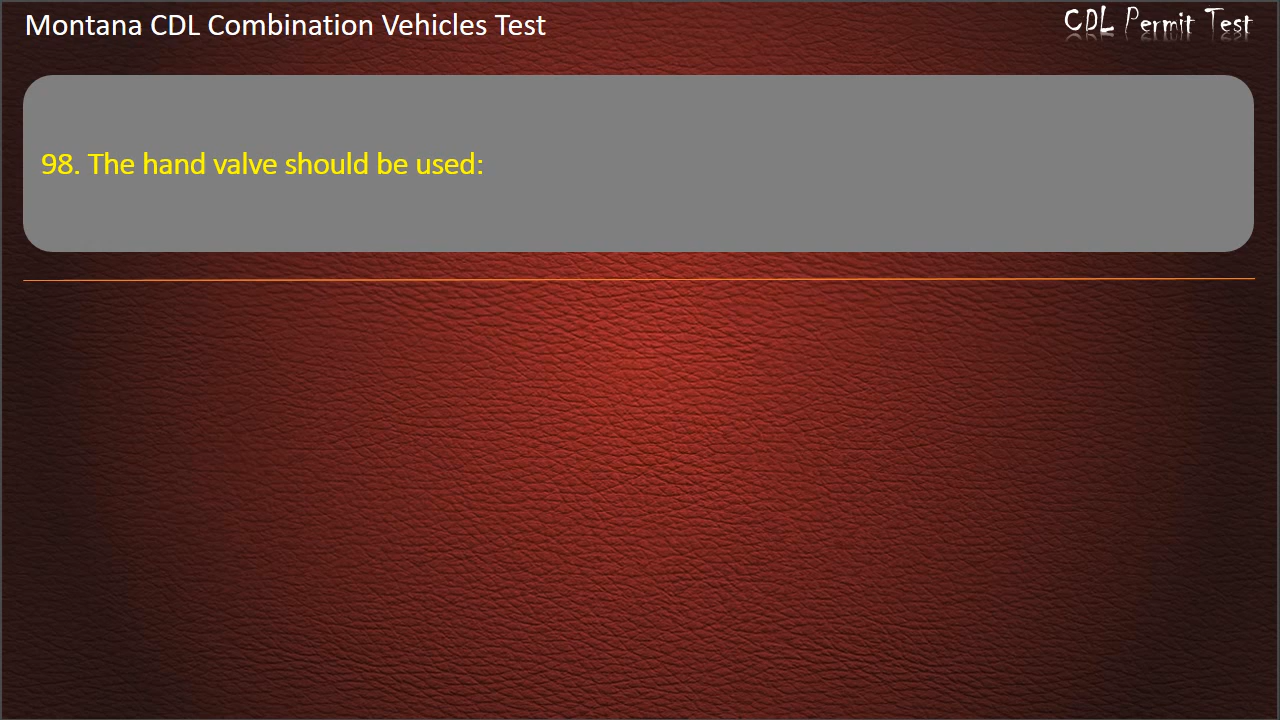 Montana CDL Combination Vehicles Test
CDL Permit Test
98. The hand valve should be used: